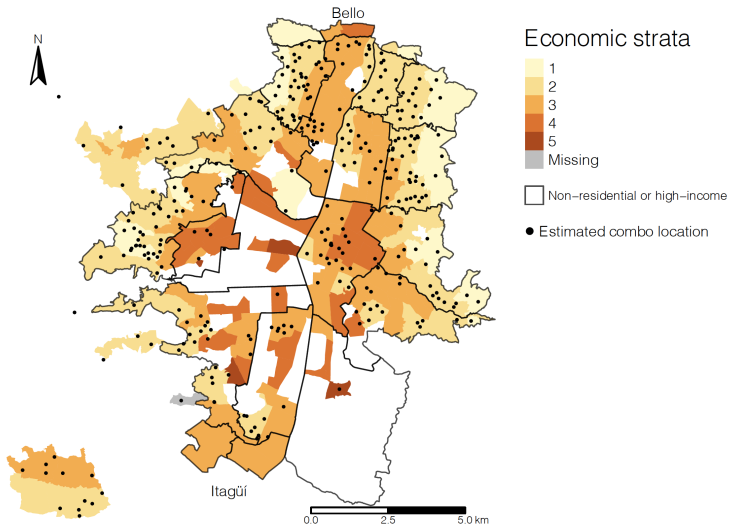 Bello
N
Economic strata
1
2
3
4
5
Missing
Non-residential or high-income
Estimated combo location
Itagüí
0.0 2.5 5.0 km